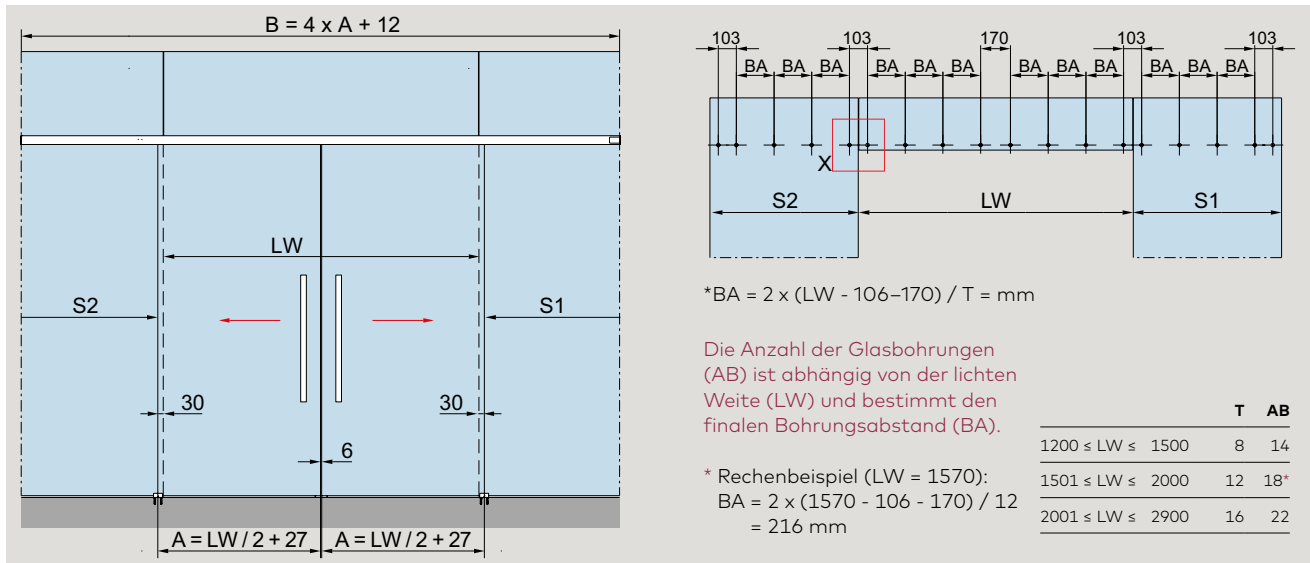 B = 4 x A + 12
LW
S2
S1
30
30
6
A = LW / 2 + 27
A = LW / 2 + 27
103
103
170
103
103
BA
BA
BA
BA
BA
BA
BA
BA
BA
BA
BA
BA
X
S2
LW
S1
*BA = 2 x (LW - 106–170) / T = mm
Die Anzahl der Glasbohrungen
(AB) ist abhängig von der lichten
Weite (LW) und bestimmt den
finalen Bohrungsabstand (BA).
* Rechenbeispiel (LW = 1570):
BA = 2 x (1570 - 106 - 170) / 12
= 216 mm
T AB
1200 ≤ LW ≤ 1500 8 14
1501 ≤ LW ≤ 2000 12 18*
2001 ≤ LW ≤ 2900 16 22